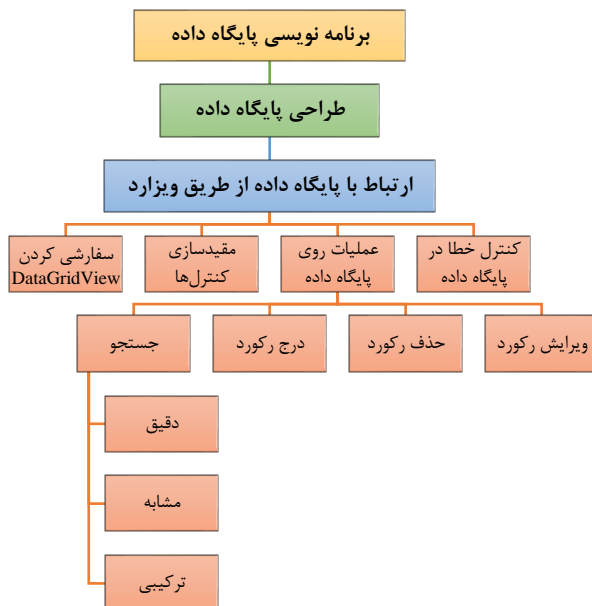 برنامه نویسی پایگاه داده
طراحی پایگاه داده
ارتباط با پایگاه داده از طریق ویزارد
کنترل خطا در
پایگاه داده
عملیات روی
پایگاه داده
مقیدسازی
کنترل‌ها
سفارشی کردن
DataGridView
ویرایش رکورد
حذف رکورد
درج رکورد
جستجو
دقیق
مشابه
ترکیبی